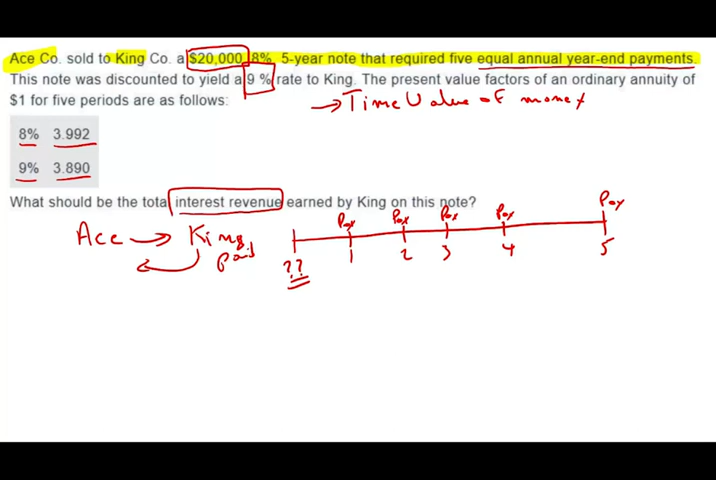 Ace Co. sold to King Co. a $20,000, 8%, 5-year note that required five equal annual year-end payments.
This note was discounted to yield a 9 % rate to King. The present value factors of an ordinary annuity of
$1 for five periods are as follows:
→ Time Value of money
8% 3.992
9% 3.890
What should be the total interest revenue earned by King on this note?
Ace → King
paid
Pay Pay Pay Pay Pay
?? 1 2 3 4 5